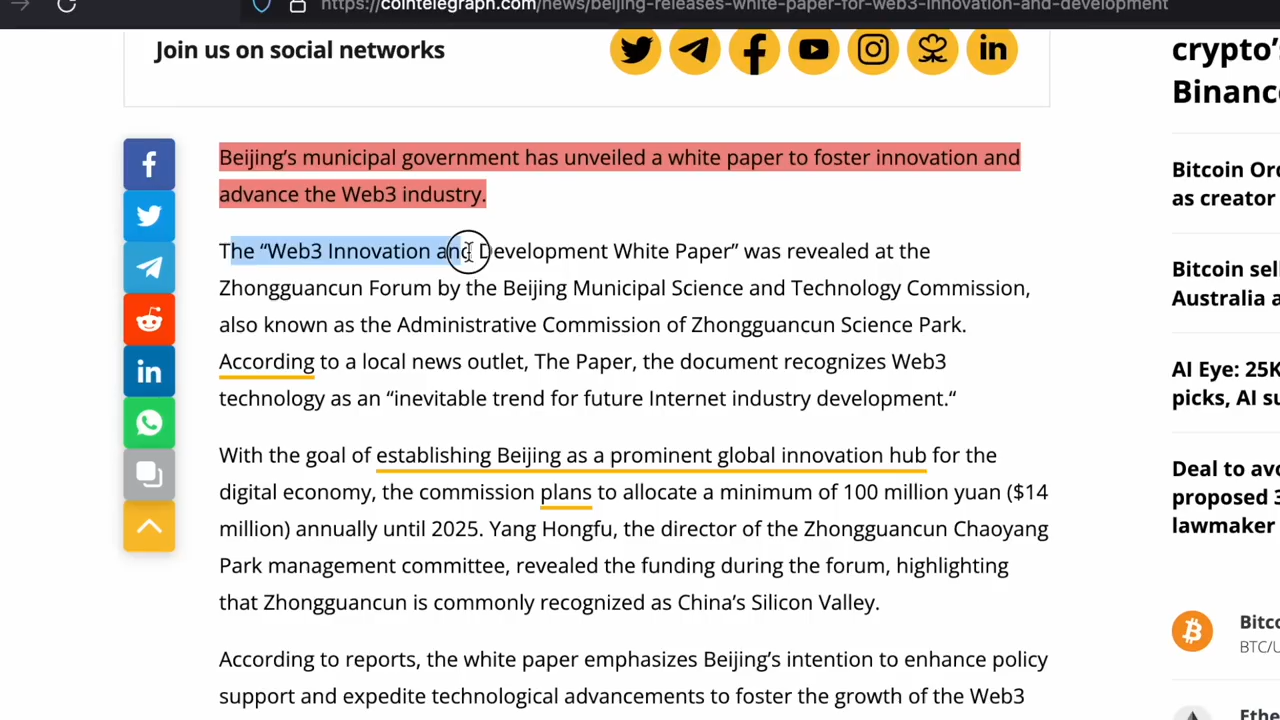 https://cointelegraph.com/news/beijing-releases-white-paper-for-web3-innovation-and-development
Join us on social networks
Beijing’s municipal government has unveiled a white paper to foster innovation and
advance the Web3 industry.
The “Web3 Innovation and Development White Paper” was revealed at the
Zhongguancun Forum by the Beijing Municipal Science and Technology Commission,
also known as the Administrative Commission of Zhongguancun Science Park.
According to a local news outlet, The Paper, the document recognizes Web3
technology as an “inevitable trend for future Internet industry development.“
With the goal of establishing Beijing as a prominent global innovation hub for the
digital economy, the commission plans to allocate a minimum of 100 million yuan ($14
million) annually until 2025. Yang Hongfu, the director of the Zhongguancun Chaoyang
Park management committee, revealed the funding during the forum, highlighting
that Zhongguancun is commonly recognized as China’s Silicon Valley.
According to reports, the white paper emphasizes Beijing’s intention to enhance policy
support and expedite technological advancements to foster the growth of the Web3
crypto’s
Binance
Bitcoin Or
as creator
Bitcoin sel
Australia a
AI Eye: 25K
picks, AI su
Deal to avo
proposed 3
lawmaker
Bitco
BTC/U
Ethe